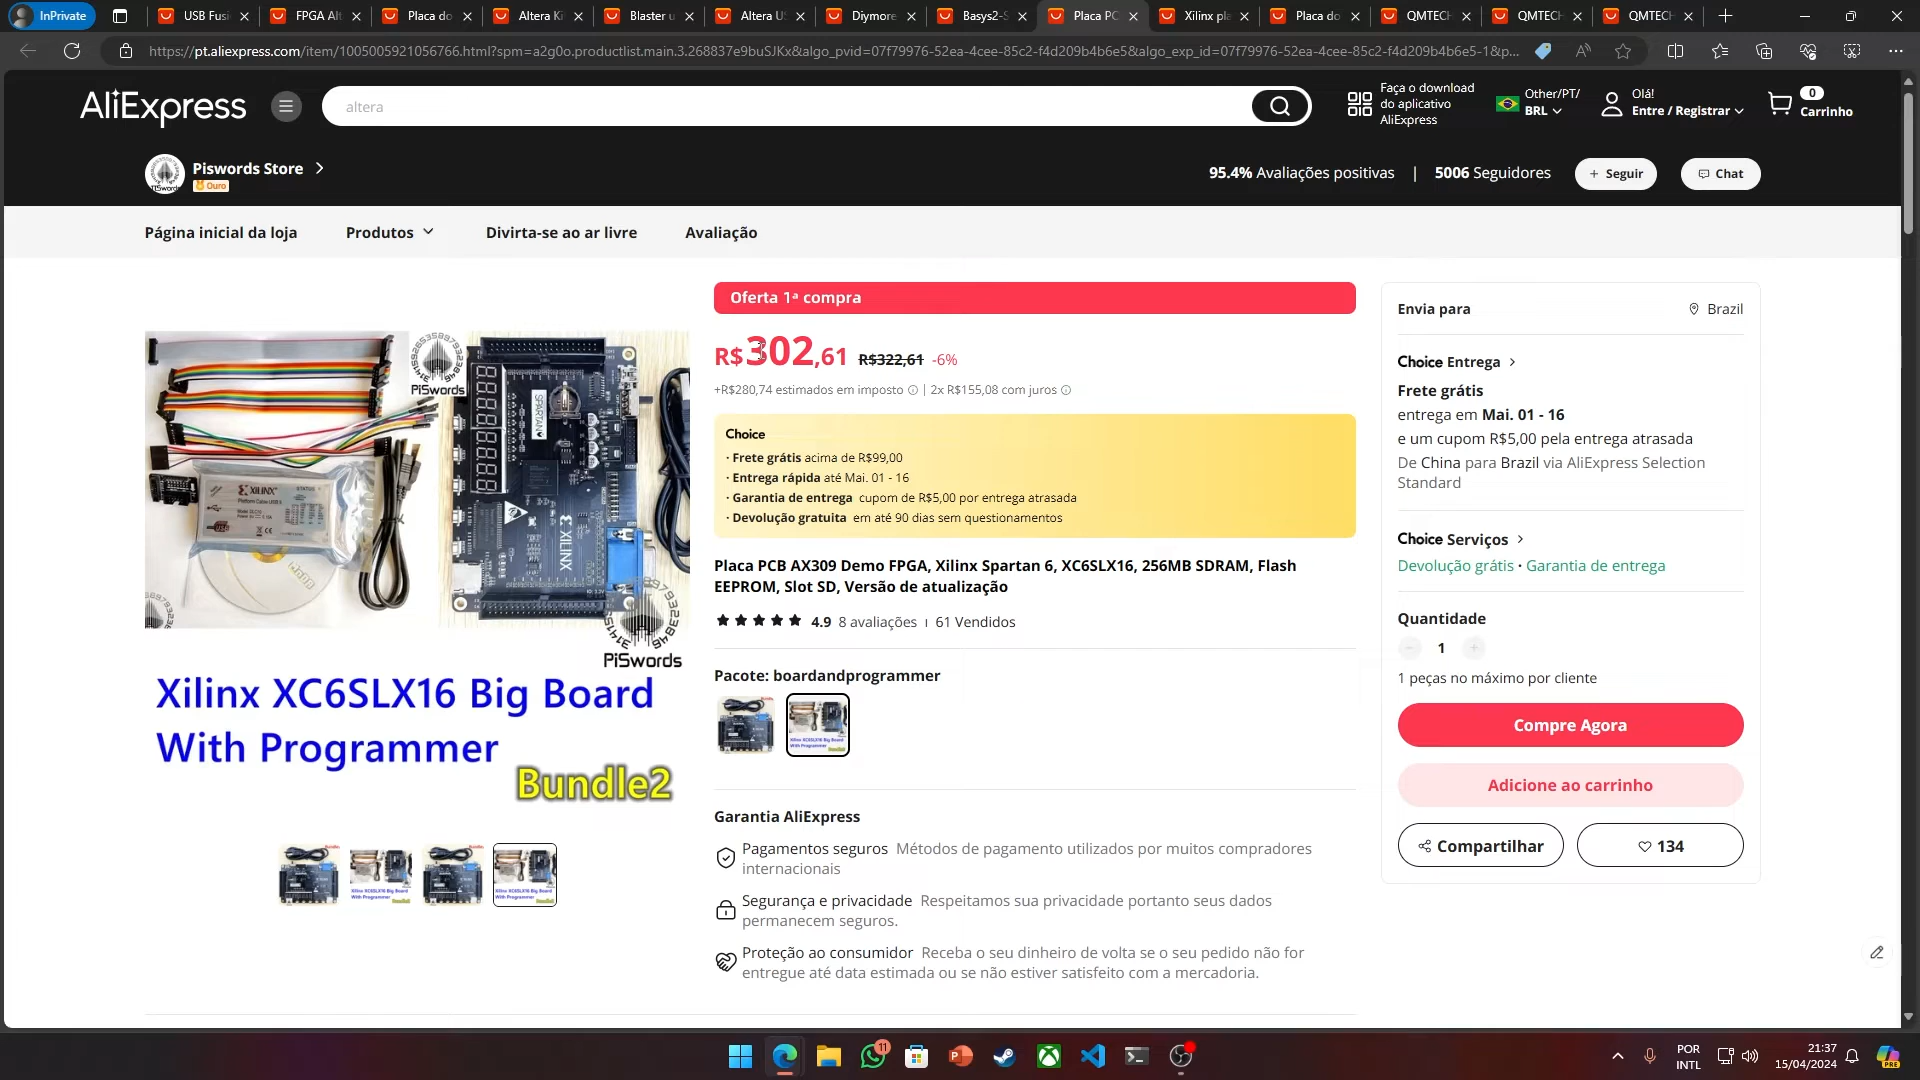 InPrivate
USB Fus
FPGA Alt
Placa do
Altera Ki
Blaster u
Altera U
Diymore
Basys2-S
Placa PC
Xilinx pl
Placa do
QMTECH
QMTECH
QMTECH
https://pt.aliexpress.com/item/1005005921056766.html?spm=a2g0o.productlist.main.3.268837e9buSJKx&algo_pvid=07f79976-52ea-4cee-85c2-f4d209b4b6e5&algo_exp_id=07f79976-52ea-4cee-85c2-f4d209b4b6e5-1&p...
AliExpress
altera
Faça o download
do aplicativo
AliExpress
Other/PT/
BRL
Olá!
Entre / Registrar
0
Carrinho
Piswords Store
Ouro
95.4% Avaliações positivas | 5006 Seguidores
+ Seguir
Chat
Página inicial da loja
Produtos
Divirta-se ao ar livre
Avaliação
PiSwords
XILINX
SPARTAN
XILINX
PiSwords
Xilinx XC6SLX16 Big Board
With Programmer
Bundle2
Oferta 1ª compra
R$302,61 R$322,61 -6%
+R$280,74 estimados em imposto | 2x R$155,08 com juros
Choice
· Frete grátis acima de R$99,00
· Entrega rápida até Mai. 01 - 16
· Garantia de entrega cupom de R$5,00 por entrega atrasada
· Devolução gratuita em até 90 dias sem questionamentos
Placa PCB AX309 Demo FPGA, Xilinx Spartan 6, XC6SLX16, 256MB SDRAM, Flash
EEPROM, Slot SD, Versão de atualização
4.9 8 avaliações | 61 Vendidos
Pacote: boardandprogrammer
Garantia AliExpress
Pagamentos seguros Métodos de pagamento utilizados por muitos compradores
internacionais
Segurança e privacidade Respeitamos sua privacidade portanto seus dados
permanecem seguros.
Proteção ao consumidor Receba o seu dinheiro de volta se o seu pedido não for
entregue até data estimada ou se não estiver satisfeito com a mercadoria.
Envia para
Brazil
Choice Entrega
Frete grátis
entrega em Mai. 01 - 16
e um cupom R$5,00 pela entrega atrasada
De China para Brazil via AliExpress Selection
Standard
Choice Serviços
Devolução grátis · Garantia de entrega
Quantidade
− 1 +
1 peças no máximo por cliente
Compre Agora
Adicione ao carrinho
Compartilhar
134
11
POR
INTL
21:37
15/04/2024
PRE